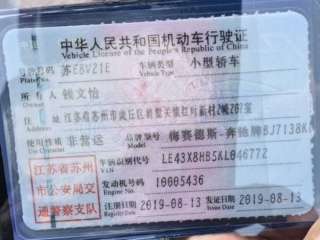 中华人民共和国机动车行驶证
Vehicle License of the People's Republic of China
号牌号码 苏E8V21E 车辆类型 小型轿车
Plate No. Vehicle Type
所有人 钱文怡
Owner
住址 江苏省苏州市虎丘区 2幢207室
Address
使用性质 非营运 品牌型号 梅赛德斯-奔驰牌BJ7138K
Use Character Model
江苏省苏州
市公安局交
通警察支队
车辆识别代号 LE43X8HB5KL046772
VIN
发动机号码 10005436
Engine No.
注册日期 2019-08-13 发证日期 2019-08-13
Register Date Issue Date